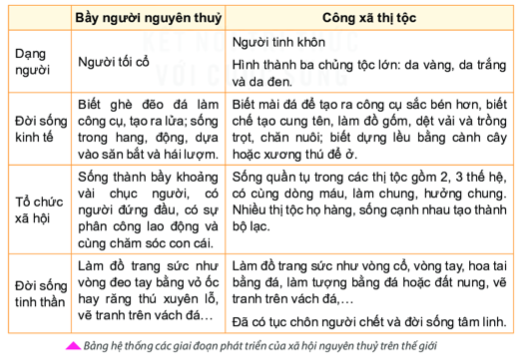 Bầy người nguyên thuỷ
Công xã thị tộc
Dạng
người
Người tối cổ
Người tinh khôn
Hình thành ba chủng tộc lớn: da vàng, da trắng
và da đen.
Đời sống
kinh tế
Biết ghè đẽo đá làm
công cụ, tạo ra lửa; sống
trong hang, động, dựa
vào săn bắt và hái lượm.
Biết mài đá để tạo ra công cụ sắc bén hơn, biết
chế tạo cung tên, làm đồ gốm, dệt vải và trồng
trọt, chăn nuôi; biết dựng lều bằng cành cây
hoặc xương thú để ở.
Tổ chức
xã hội
Sống thành bầy khoảng
vài chục người, có
người đứng đầu, có sự
phân công lao động và
cùng chăm sóc con cái.
Sống quần tụ trong các thị tộc gồm 2, 3 thế hệ,
có cùng dòng máu, làm chung, hưởng chung.
Nhiều thị tộc họ hàng, sống cạnh nhau tạo thành
bộ lạc.
Đời sống
tinh thần
Làm đồ trang sức như
vòng đeo tay bằng vỏ ốc
hay răng thú xuyên lỗ,
vẽ tranh trên vách đá…
Làm đồ trang sức như vòng cổ, vòng tay, hoa tai
bằng đá, làm tượng bằng đá hoặc đất nung, vẽ
tranh trên vách đá,…
Đã có tục chôn người chết và đời sống tâm linh.
Bảng hệ thống các giai đoạn phát triển của xã hội nguyên thuỷ trên thế giới